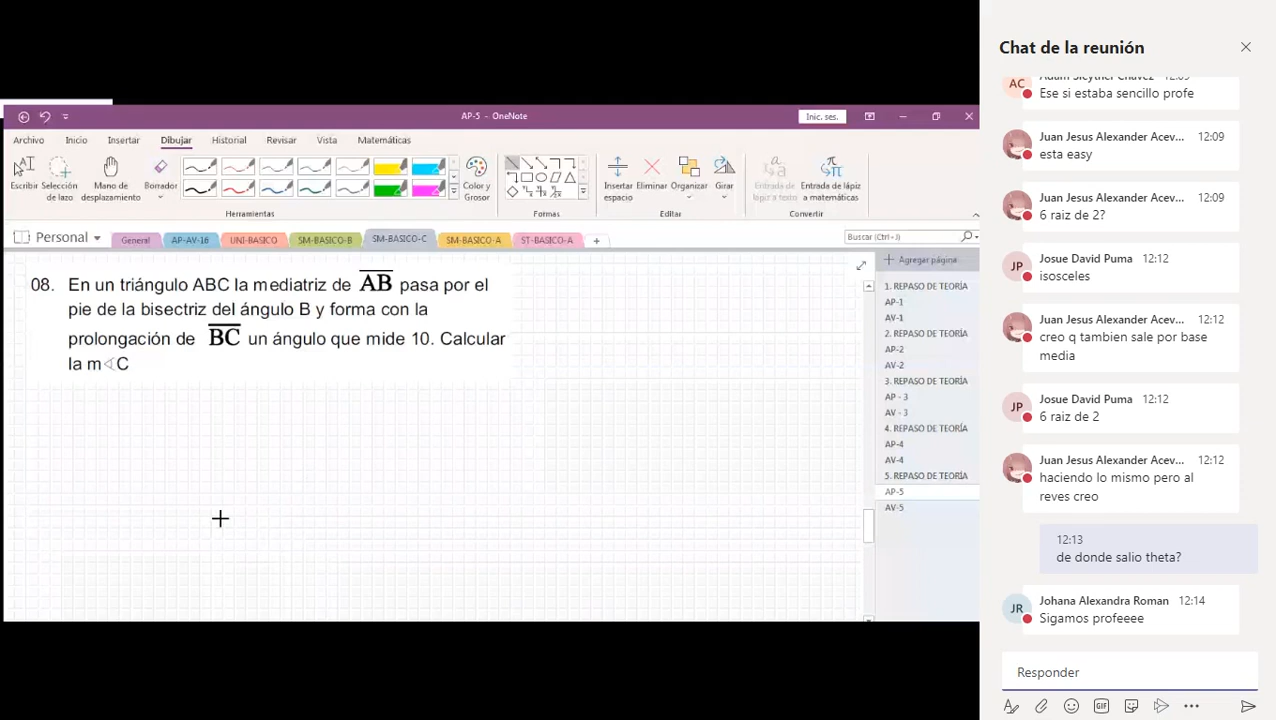 Chat de la reunión
AC
Ese si estaba sencillo profe
Juan Jesus Alexander Acev... 12:09
esta easy
Juan Jesus Alexander Acev... 12:09
6 raiz de 2?
JP
Josue David Puma 12:12
isosceles
Juan Jesus Alexander Acev... 12:12
creo q tambien sale por base
media
JP
Josue David Puma 12:12
6 raiz de 2
Juan Jesus Alexander Acev... 12:12
haciendo lo mismo pero al
reves creo
12:13
de donde salio theta?
JR
Johana Alexandra Roman 12:14
Sigamos profeeee
Responder
AP-5 - OneNote
Inic. ses.
Archivo Inicio Insertar Dibujar Historial Revisar Vista Matemáticas
Escribir
Selección
de lazo
Mano de
desplazamiento
Borrador
Color y
Grosor
Insertar
espacio
Eliminar
Organizar
Girar
Entrada de
lápiz a texto
Entrada de lápiz
a matemáticas
Herramientas Formas Editar Convertir
Personal General AP-AV-16 UNI-BASICO SM-BASICO-B SM-BASICO-C SM-BASICO-A ST-BASICO-A
Buscar (Ctrl+J)
Agregar página
1. REPASO DE TEORÍA
AP-1
AV-1
2. REPASO DE TEORÍA
AP-2
AV-2
3. REPASO DE TEORÍA
AP - 3
AV - 3
4. REPASO DE TEORÍA
AP-4
AV-4
5. REPASO DE TEORÍA
AP-5
AV-5
08. En un triángulo ABC la mediatriz de AB pasa por el
pie de la bisectriz del ángulo B y forma con la
prolongación de BC un ángulo que mide 10. Calcular
la m∢C